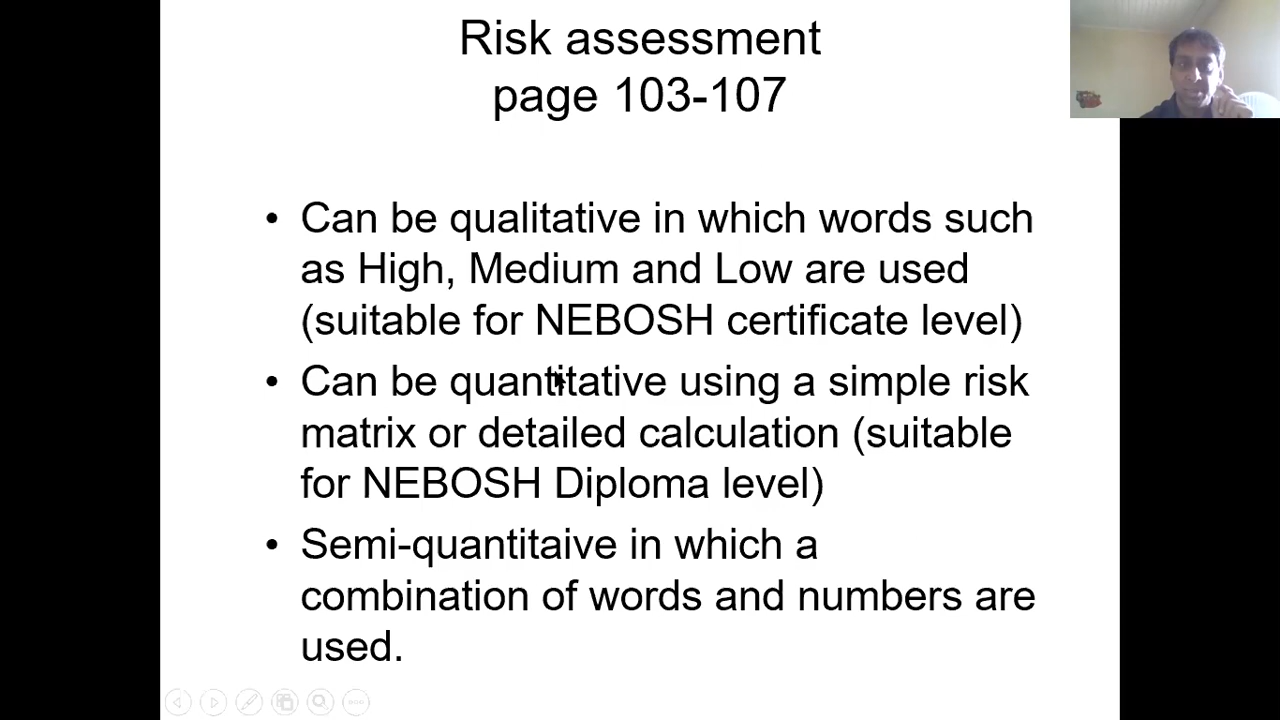 Risk assessment
page 103-107
• Can be qualitative in which words such
as High, Medium and Low are used
(suitable for NEBOSH certificate level)
• Can be quantitative using a simple risk
matrix or detailed calculation (suitable
for NEBOSH Diploma level)
• Semi-quantitaive in which a
combination of words and numbers are
used.